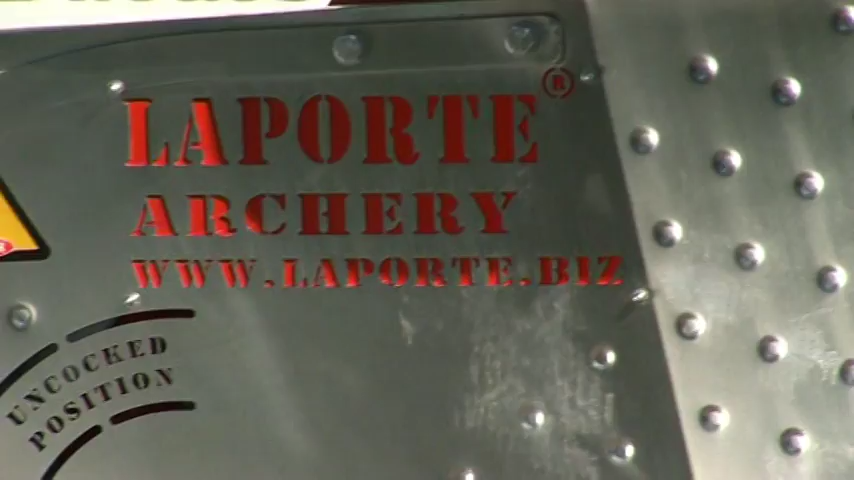 LAPORTE®
ARCHERY
WWW.LAPORTE.BIZ
UNCOCKED
POSITION